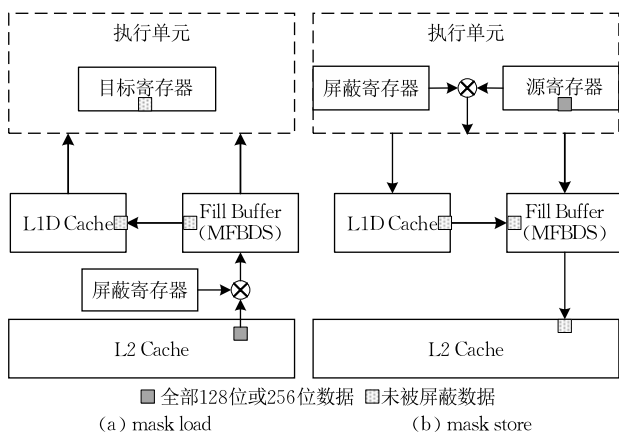 执行单元
目标寄存器
L1D Cache
Fill Buffer
(MFBDS)
屏蔽寄存器
L2 Cache
执行单元
屏蔽寄存器
源寄存器
L1D Cache
Fill Buffer
(MFBDS)
L2 Cache
全部128位或256位数据
未被屏蔽数据
(a) mask load
(b) mask store